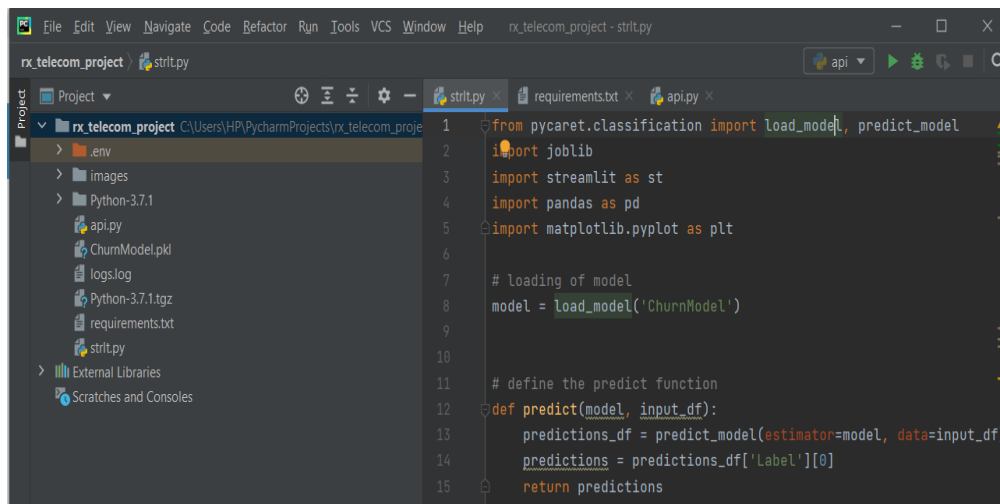 PC
File Edit View Navigate Code Refactor Run Tools VCS Window Help rx_telecom_project - strlt.py
rx_telecom_project strlt.py api
Project
Project
rx_telecom_project C:\Users\HP\PycharmProjects\rx_telecom_proje
.env
images
Python-3.7.1
api.py
ChurnModel.pkl
logs.log
Python-3.7.1.tgz
requirements.txt
strlt.py
External Libraries
Scratches and Consoles
strlt.py requirements.txt api.py
1 from pycaret.classification import load_model, predict_model
2 import joblib
3 import streamlit as st
4 import pandas as pd
5 import matplotlib.pyplot as plt
6
7 # loading of model
8 model = load_model('ChurnModel')
9
10
11 # define the predict function
12 def predict(model, input_df):
13 predictions_df = predict_model(estimator=model, data=input_df
14 predictions = predictions_df['Label'][0]
15 return predictions